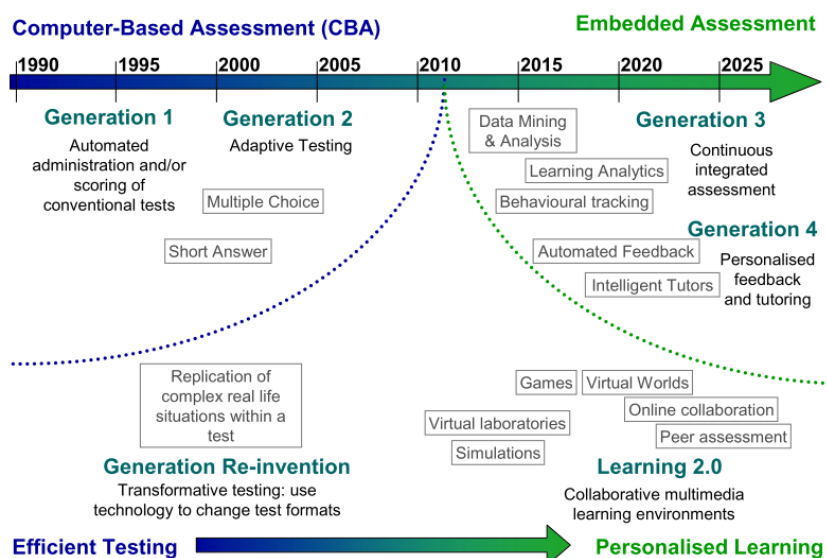 Computer-Based Assessment (CBA)
Embedded Assessment
1990
1995
2000
2005
2010
2015
2020
2025
Generation 1
Automated
administration and/or
scoring of
conventional tests
Generation 2
Adaptive Testing
Multiple Choice
Short Answer
Data Mining
& Analysis
Learning Analytics
Behavioural tracking
Generation 3
Continuous
integrated
assessment
Generation 4
Personalised
feedback
and tutoring
Automated Feedback
Intelligent Tutors
Replication of
complex real life
situations within a
test
Generation Re-invention
Transformative testing: use
technology to change test formats
Games
Virtual Worlds
Virtual laboratories
Online collaboration
Simulations
Peer assessment
Learning 2.0
Collaborative multimedia
learning environments
Efficient Testing
Personalised Learning